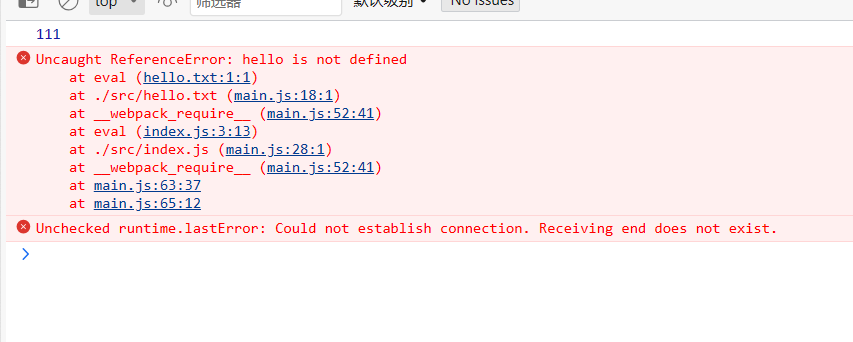 top
筛选器
默认级别
No Issues
111
Uncaught ReferenceError: hello is not defined
at eval (hello.txt:1:1)
at ./src/hello.txt (main.js:18:1)
at __webpack_require__ (main.js:52:41)
at eval (index.js:3:13)
at ./src/index.js (main.js:28:1)
at __webpack_require__ (main.js:52:41)
at main.js:63:37
at main.js:65:12
Unchecked runtime.lastError: Could not establish connection. Receiving end does not exist.